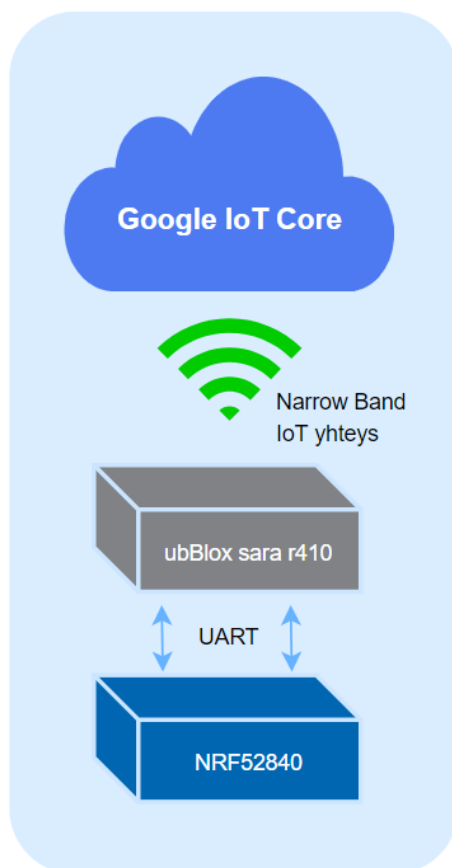 Google IoT Core
Narrow Band
IoT yhteys
ubBlox sara r410
UART
NRF52840